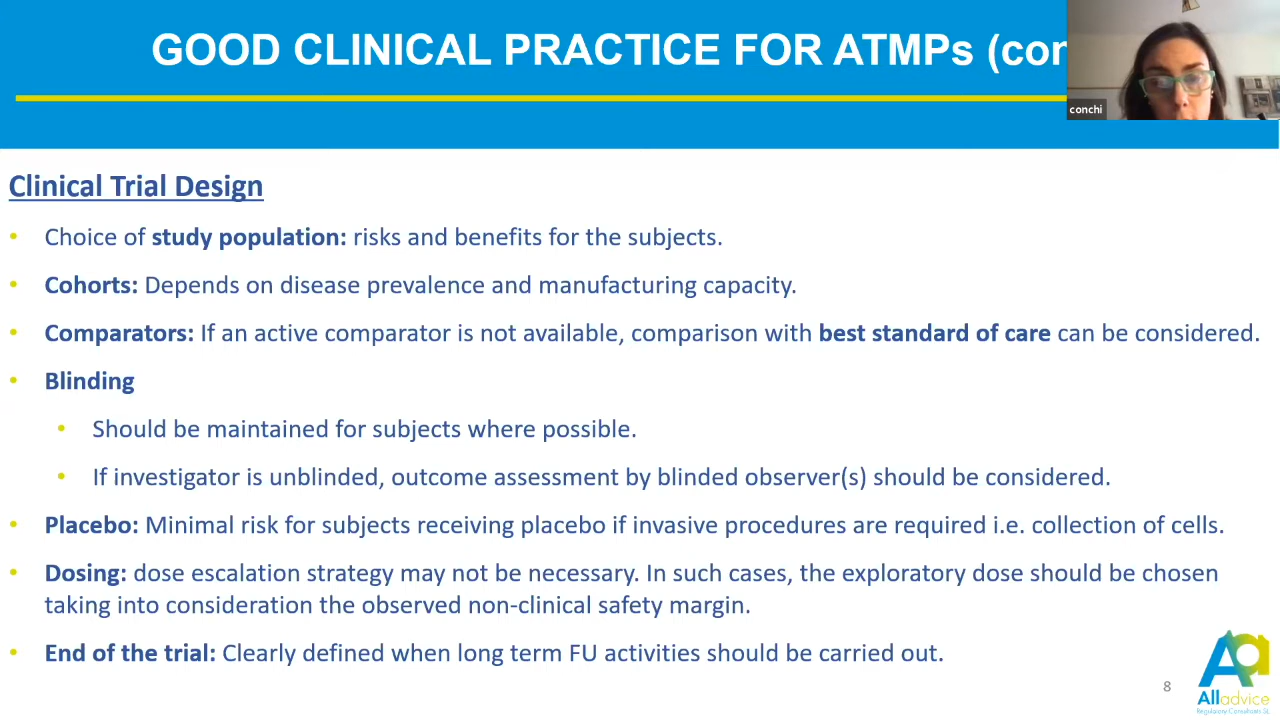 GOOD CLINICAL PRACTICE FOR ATMPs (con
conchi
Clinical Trial Design
• Choice of study population: risks and benefits for the subjects.
• Cohorts: Depends on disease prevalence and manufacturing capacity.
• Comparators: If an active comparator is not available, comparison with best standard of care can be considered.
• Blinding
• Should be maintained for subjects where possible.
• If investigator is unblinded, outcome assessment by blinded observer(s) should be considered.
• Placebo: Minimal risk for subjects receiving placebo if invasive procedures are required i.e. collection of cells.
• Dosing: dose escalation strategy may not be necessary. In such cases, the exploratory dose should be chosen
taking into consideration the observed non-clinical safety margin.
• End of the trial: Clearly defined when long term FU activities should be carried out.
8
Alladvice
Regulatory Consultants SL